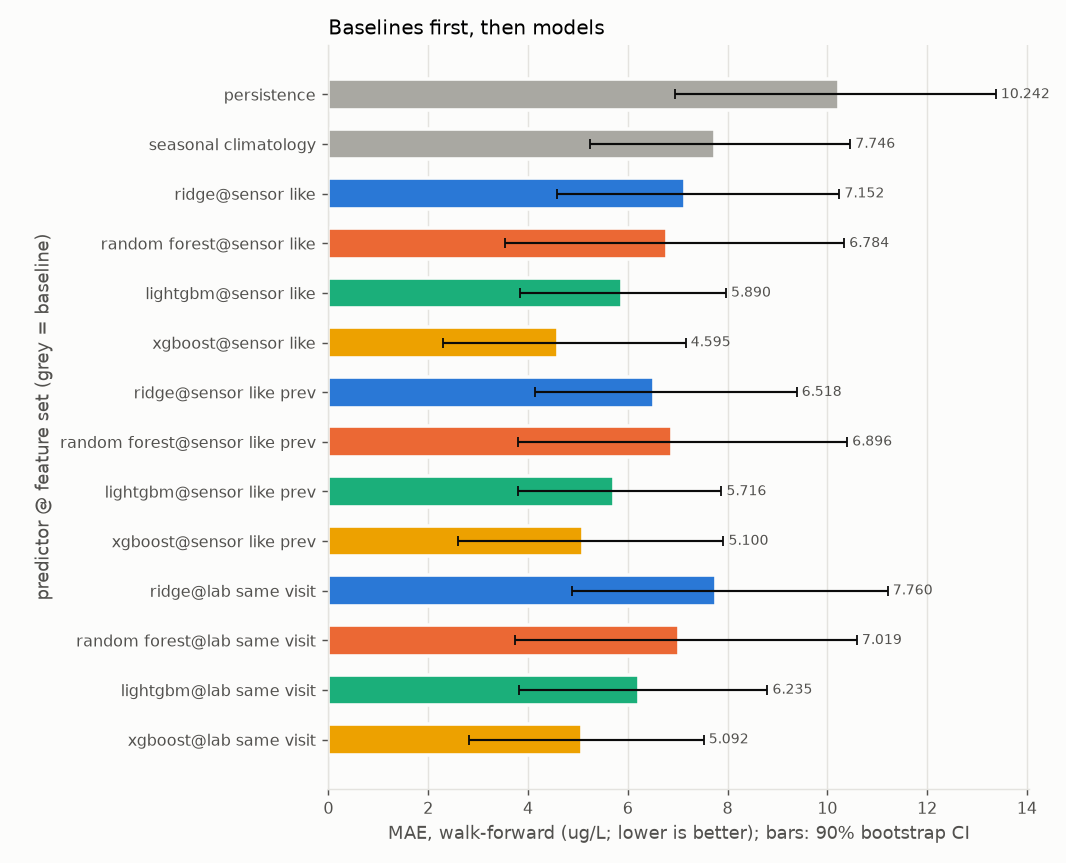 Baselines first, then models
predictor @ feature set (grey = baseline)
persistence 10.242
seasonal climatology 7.746
ridge@sensor like 7.152
random forest@sensor like 6.784
lightgbm@sensor like 5.890
xgboost@sensor like 4.595
ridge@sensor like prev 6.518
random forest@sensor like prev 6.896
lightgbm@sensor like prev 5.716
xgboost@sensor like prev 5.100
ridge@lab same visit 7.760
random forest@lab same visit 7.019
lightgbm@lab same visit 6.235
xgboost@lab same visit 5.092
0 2 4 6 8 10 12 14
MAE, walk-forward (ug/L; lower is better); bars: 90% bootstrap CI